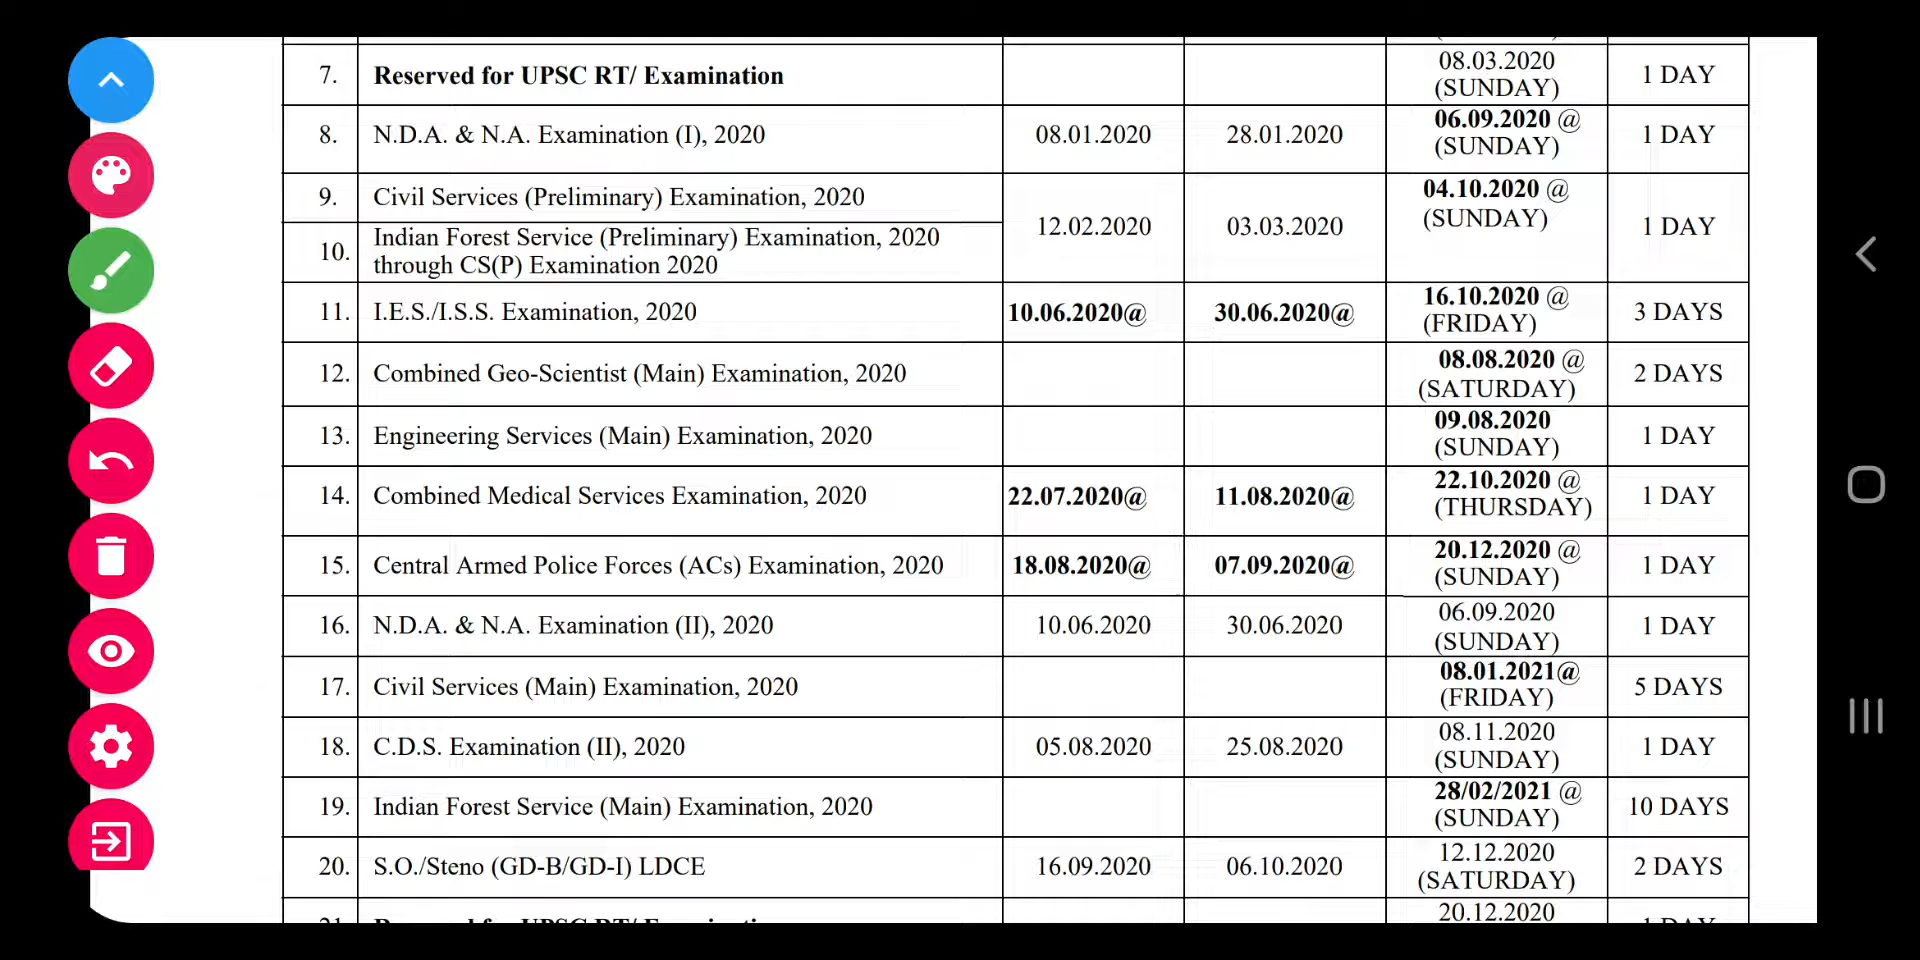 7. Reserved for UPSC RT/ Examination 08.03.2020 (SUNDAY) 1 DAY
8. N.D.A. & N.A. Examination (I), 2020 08.01.2020 28.01.2020 06.09.2020 @ (SUNDAY) 1 DAY
9. Civil Services (Preliminary) Examination, 2020 12.02.2020 03.03.2020 04.10.2020 @ (SUNDAY) 1 DAY
10. Indian Forest Service (Preliminary) Examination, 2020
through CS(P) Examination 2020
11. I.E.S./I.S.S. Examination, 2020 10.06.2020@ 30.06.2020@ 16.10.2020 @ (FRIDAY) 3 DAYS
12. Combined Geo-Scientist (Main) Examination, 2020 08.08.2020 @ (SATURDAY) 2 DAYS
13. Engineering Services (Main) Examination, 2020 09.08.2020 (SUNDAY) 1 DAY
14. Combined Medical Services Examination, 2020 22.07.2020@ 11.08.2020@ 22.10.2020 @ (THURSDAY) 1 DAY
15. Central Armed Police Forces (ACs) Examination, 2020 18.08.2020@ 07.09.2020@ 20.12.2020 @ (SUNDAY) 1 DAY
16. N.D.A. & N.A. Examination (II), 2020 10.06.2020 30.06.2020 06.09.2020 (SUNDAY) 1 DAY
17. Civil Services (Main) Examination, 2020 08.01.2021@ (FRIDAY) 5 DAYS
18. C.D.S. Examination (II), 2020 05.08.2020 25.08.2020 08.11.2020 (SUNDAY) 1 DAY
19. Indian Forest Service (Main) Examination, 2020 28/02/2021 @ (SUNDAY) 10 DAYS
20. S.O./Steno (GD-B/GD-I) LDCE 16.09.2020 06.10.2020 12.12.2020 (SATURDAY) 2 DAYS
21. Reserved for UPSC RT/ Examination 20.12.2020 1 DAY